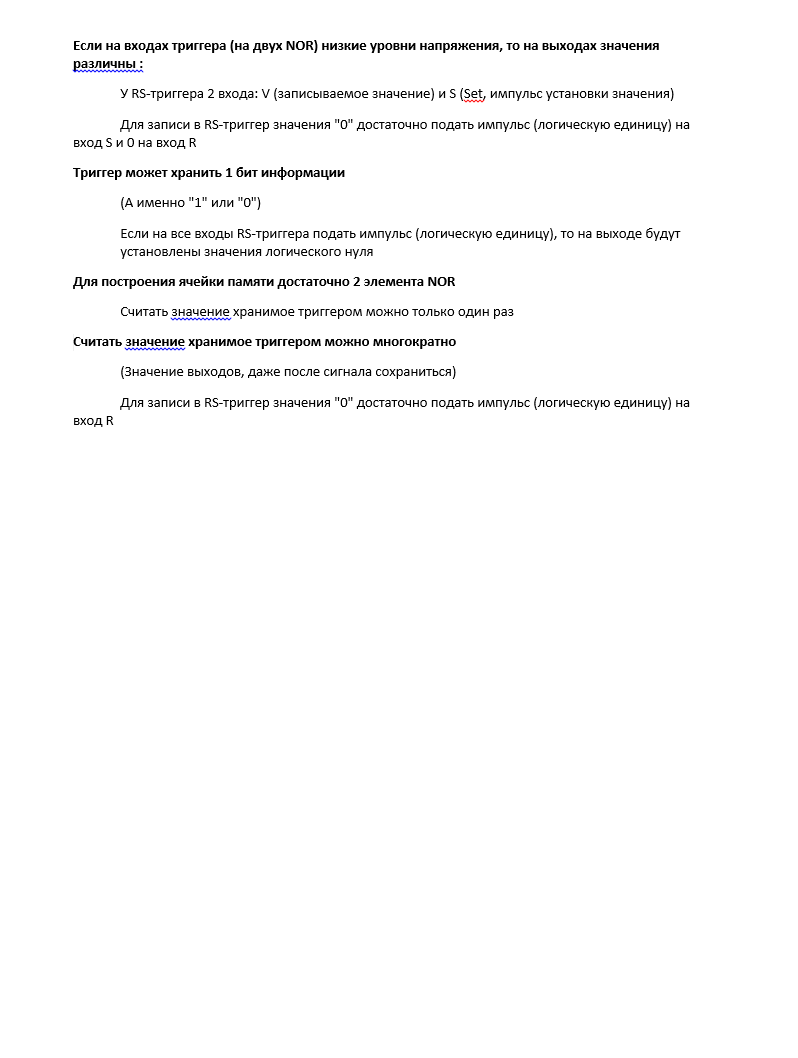 Если на входах триггера (на двух NOR) низкие уровни напряжения, то на выходах значения
различны :
У RS-триггера 2 входа: V (записываемое значение) и S (Set, импульс установки значения)
Для записи в RS-триггер значения "0" достаточно подать импульс (логическую единицу) на
вход S и 0 на вход R
Триггер может хранить 1 бит информации
(А именно "1" или "0")
Если на все входы RS-триггера подать импульс (логическую единицу), то на выходе будут
установлены значения логического нуля
Для построения ячейки памяти достаточно 2 элемента NOR
Считать значение хранимое триггером можно только один раз
Считать значение хранимое триггером можно многократно
(Значение выходов, даже после сигнала сохраниться)
Для записи в RS-триггер значения "0" достаточно подать импульс (логическую единицу) на
вход R